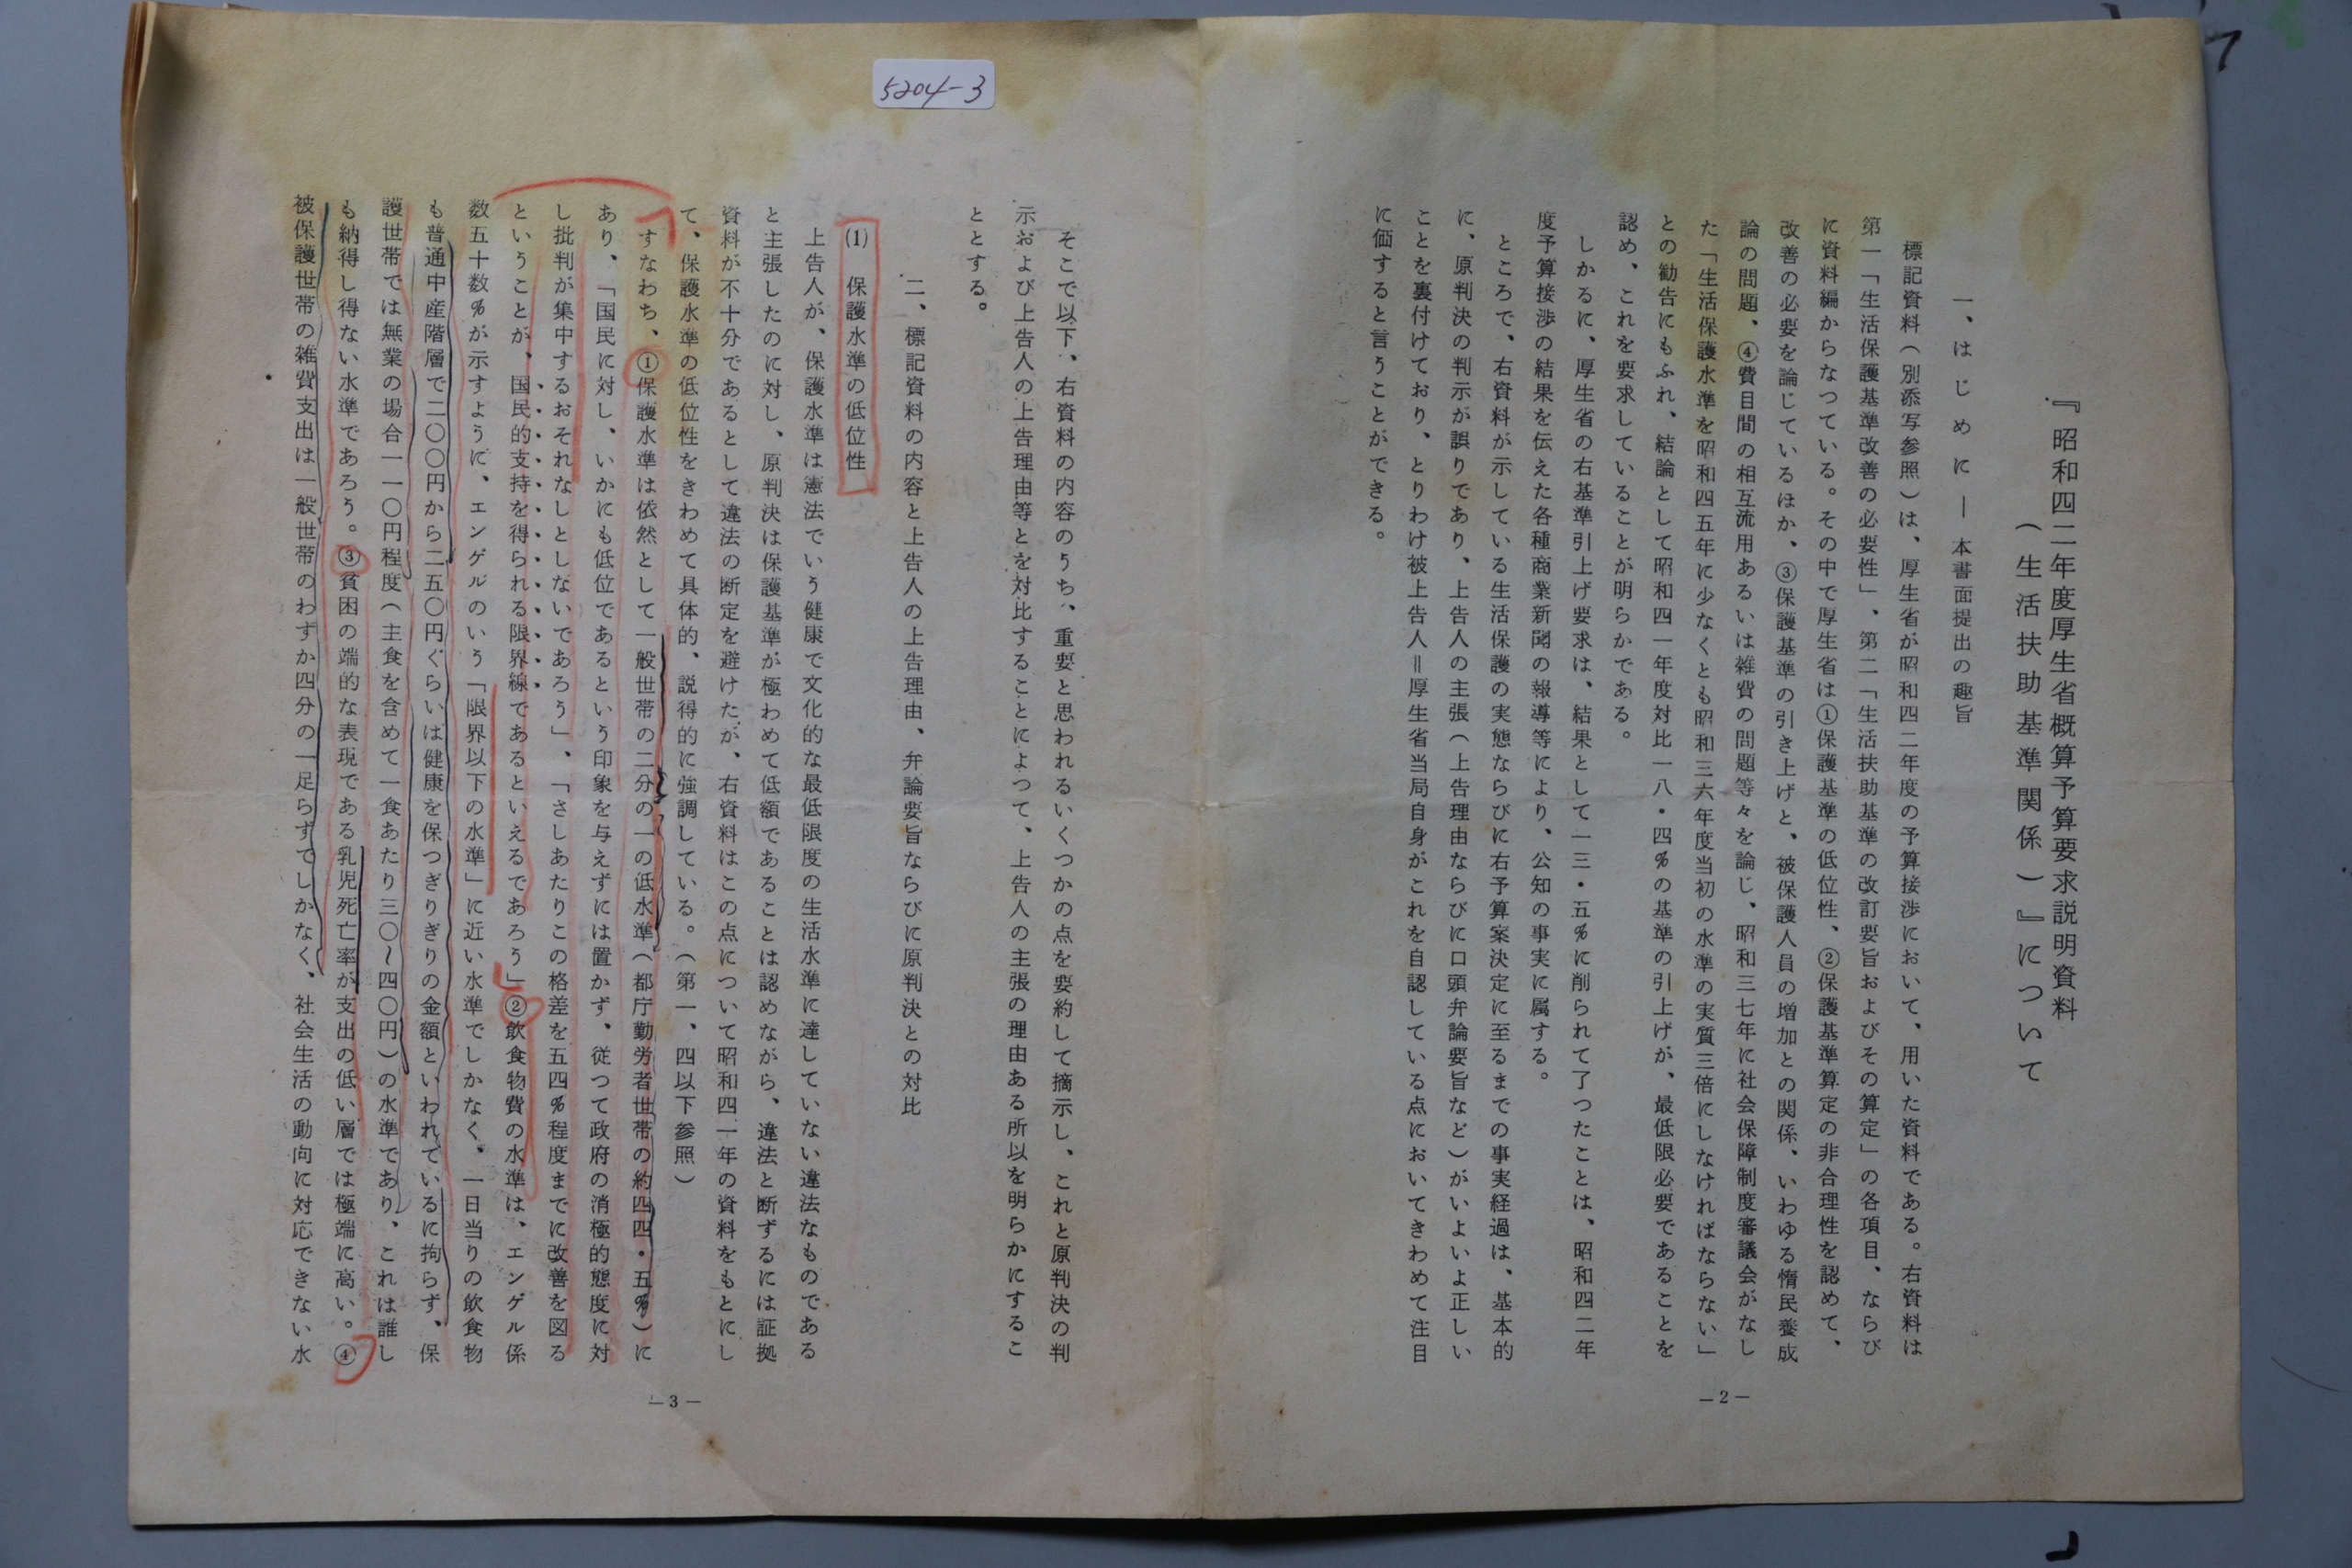 『昭和四二年度厚生省概算予算要求説明資料
(生活扶助基準関係)』について
一、はじめに―本書面提出の趣旨
標記資料(別添写参照)は、厚生省が昭和四二年度の予算接渉において、用いた資料である。右資料は
第一「生活保護基準改善の必要性」、第二「生活扶助基準の改訂要旨およびその算定」の各項目、ならび
に資料編からなつている。その中で厚生省は①保護基準の低位性、②保護基準算定の非合理性を認めて、
改善の必要を論じているほか、③保護基準の引き上げと、被保護人員の増加との関係、いわゆる惰民養成
論の問題、④費目間の相互流用あるいは雑費の問題等々を論じ、昭和三七年に社会保障制度審議会がなし
た「生活保護水準を昭和四五年に少なくとも昭和三六年度当初の水準の実質三倍にしなければならない」
との勧告にもふれ、結論として昭和四一年度対比一八・四％の基準の引上げが、最低限必要であることを
認め、これを要求していることが明らかである。
しかるに、厚生省の右基準引上げ要求は、結果として一三・五％に削られて了つたことは、昭和四二年
度予算接渉の結果を伝えた各種商業新聞の報導等により、公知の事実に属する。
ところで、右資料が示している生活保護の実態ならびに右予算案決定に至るまでの事実経過は、基本的
に、原判決の判示が誤りであり、上告人の主張(上告理由ならびに口頭弁論要旨など)がいよいよ正しい
ことを裏付けており、とりわけ被上告人＝厚生省当局自身がこれを自認している点においてきわめて注目
に価すると言うことができる。
―2―
そこで以下、右資料の内容のうち、重要と思われるいくつかの点を要約して摘示し、これと原判決の判
示および上告人の上告理由等とを対比することによつて、上告人の主張の理由ある所以を明らかにするこ
ととする。
二、標記資料の内容と上告人の上告理由、弁論要旨ならびに原判決との対比
(1) 保護水準の低位性
上告人が、保護水準は憲法でいう健康で文化的な最低限度の生活水準に達していない違法なものである
と主張したのに対し、原判決は保護基準が極わめて低額であることは認めながら、違法と断ずるには証拠
資料が不十分であるとして違法の断定を避けたが、右資料はこの点について昭和四一年の資料をもとにし
て、保護水準の低位性をきわめて具体的、説得的に強調している。(第一、四以下参照)
すなわち、①保護水準は依然として一般世帯の二分の一の低水準(都庁勤労者世帯の約四四・五％)に
あり、「国民に対し、いかにも低位であるという印象を与えずには置かず、従つて政府の消極的態度に対
し批判が集中するおそれなしとしないであろう」、「さしあたりこの格差を五四％程度までに改善を図る
ということが、国民的支持を得られる限界線であるといえるであろう」②飲食物費の水準は、エンゲル係
数五十数％が示すように、エンゲルのいう「限界以下の水準」に近い水準でしかなく、一日当りの飲食物
も普通中産階層で二〇〇円から二五〇円ぐらいは健康を保つぎりぎりの金額といわれているに拘らず、保
護世帯では無業の場合一一〇円程度(主食を含めて一食あたり三〇〜四〇円)の水準であり、これは誰し
も納得し得ない水準であろう。③貧困の端的な表現である乳児死亡率が支出の低い層では極端に高い。④
被保護世帯の雑費支出は一般世帯のわずか四分の一足らずでしかなく、社会生活の動向に対応できない水
―3―
5204-3